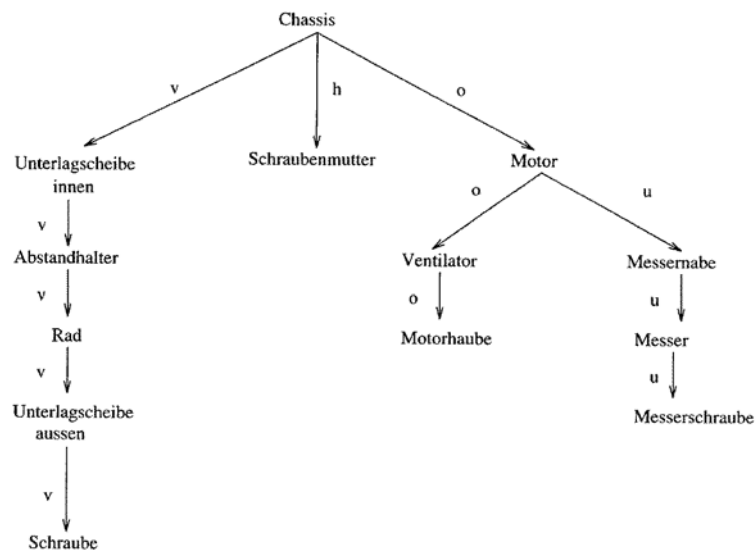 Chassis
v
h
o
Unterlagscheibe
innen
Schraubenmutter
Motor
v
o
u
Abstandhalter
Ventilator
Messernabe
v
o
u
Rad
Motorhaube
Messer
v
u
Unterlagscheibe
aussen
Messerschraube
v
Schraube